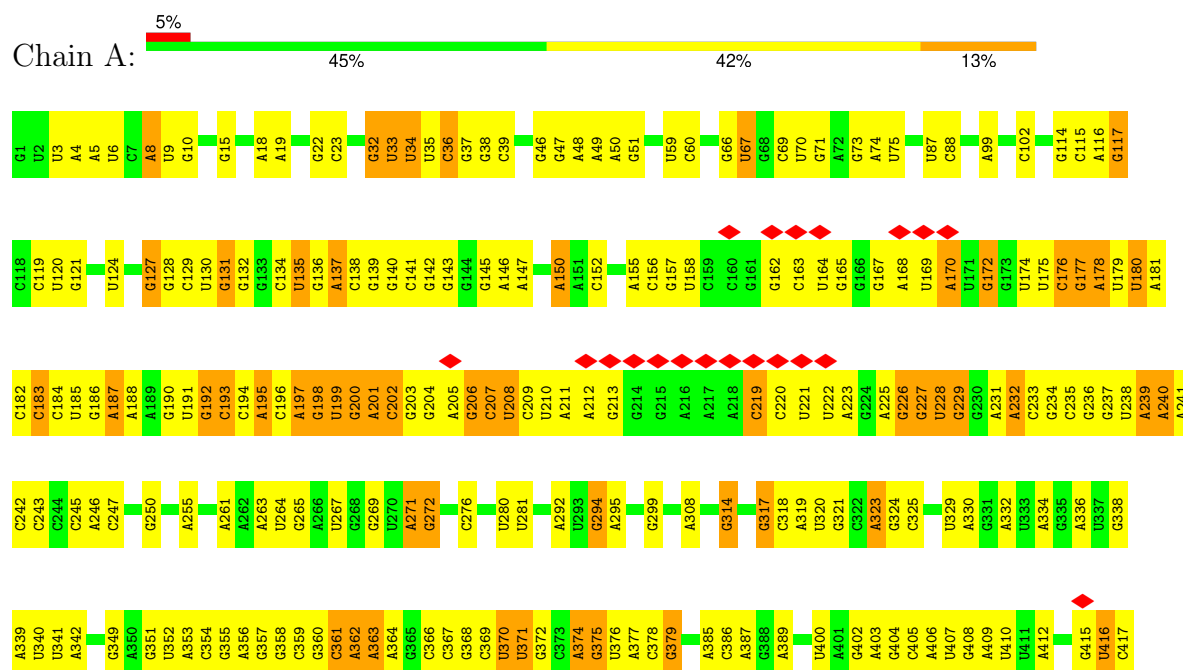 5%
Chain A:
45% 42% 13%
G1 U2 U3 A4 A5 U6 C7 A8 U9 G10 G15 A18 A19 G22 C23 G32 U33 U34 U35 C36 G37 G38 C39 G46 G47 A48 A49 A50 G51 U59 C60 G66 U67 G68 C69 U70 G71 A72 G73 A74 U75 U87 C88 A99 C102 G114 C115 A116 G117
C118 C119 U120 G121 U124 G127 G128 C129 U130 G131 G132 G133 C134 U135 G136 A137 C138 G139 G140 C141 G142 G143 G144 G145 A146 A147 A150 A151 C152 A155 C156 G157 U158 C159 C160 G161 G162 C163 U164 G165 G166 G167 A168 U169 A170 U171 G172 G173 U174 U175 C176 G177 A178 U179 U180 A181
C182 C183 C184 U185 G186 A187 A188 A189 G190 U191 G192 C193 C194 A195 C196 A197 G198 U199 G200 A201 C202 G203 G204 A205 G206 C207 U208 G209 U210 A211 A212 G213 G214 G215 A216 A217 A218 C219 C220 U221 U222 A223 G224 A225 G226 G227 U228 G229 G230 A231 A232 C233 G234 C235 G236 G237 U238 A239 A240 A241
C242 C243 C244 C245 A246 C247 G250 A255 A261 A262 A263 U264 G265 A266 U267 G268 G269 U270 A271 G272 C276 U280 U281 A292 U293 G294 A295 G299 A308 G314 G317 C318 A319 U320 G321 C322 A323 G324 C325 U329 A330 G331 A332 U333 A334 G335 A336 U337 G338
A339 U340 U341 A342 G349 A350 G351 U352 A353 C354 G355 A356 G357 G358 C359 G360 C361 A362 A363 A364 G365 C366 C367 G368 C369 U370 U371 G372 C373 A374 G375 U376 A377 C378 G379 A385 C386 A387 G388 A389 U400 A401 G402 A403 G404 C405 A406 U407 G408 A409 U410 U411 A412 G415 U416 C417